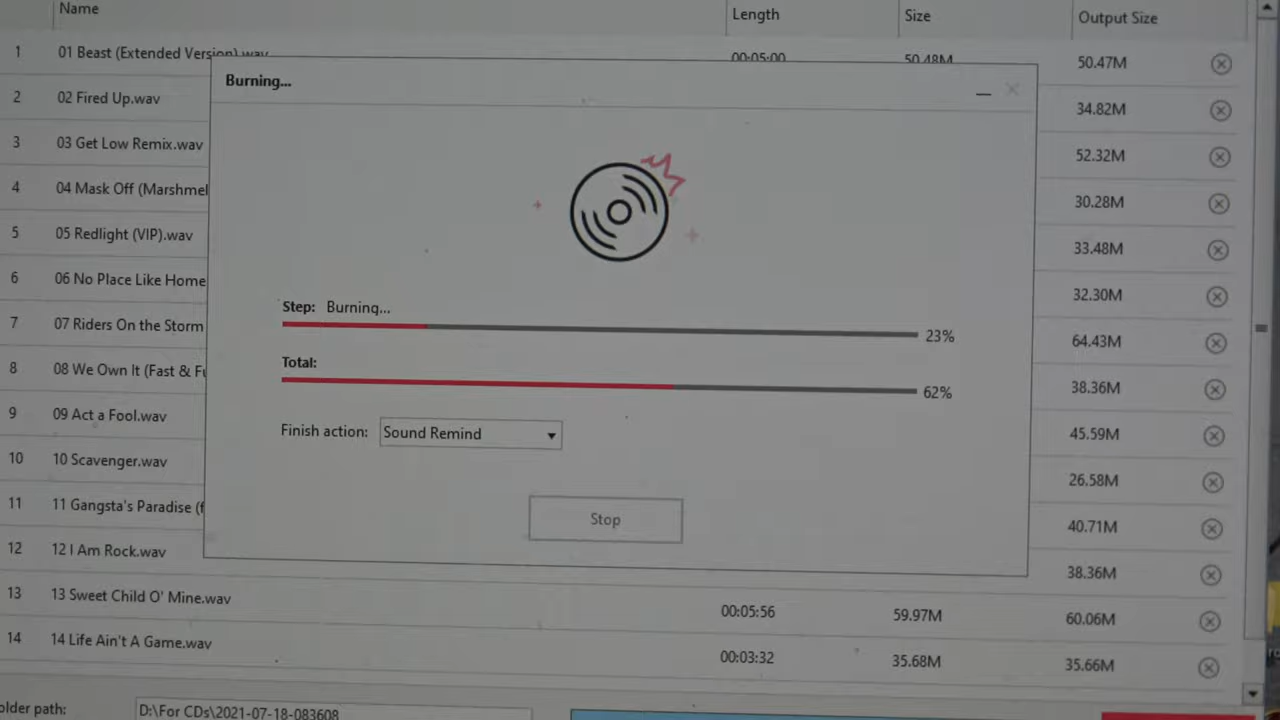 Name Length Size Output Size
1 01 Beast (Extended Version).wav 00:05:00 50.48M 50.47M
Burning...
2 02 Fired Up.wav 34.82M
3 03 Get Low Remix.wav 52.32M
4 04 Mask Off (Marshmel 30.28M
5 05 Redlight (VIP).wav 33.48M
6 06 No Place Like Home 32.30M
Step: Burning...
23%
7 07 Riders On the Storm 64.43M
Total:
62%
8 08 We Own It (Fast & Fu 38.36M
9 09 Act a Fool.wav 45.59M
Finish action: Sound Remind
10 10 Scavenger.wav 26.58M
11 11 Gangsta's Paradise (f 40.71M
Stop
12 12 I Am Rock.wav 38.36M
13 13 Sweet Child O' Mine.wav 00:05:56 59.97M 60.06M
14 14 Life Ain't A Game.wav 00:03:32 35.68M 35.66M
older path: D:\For CDs\2021-07-18-083608